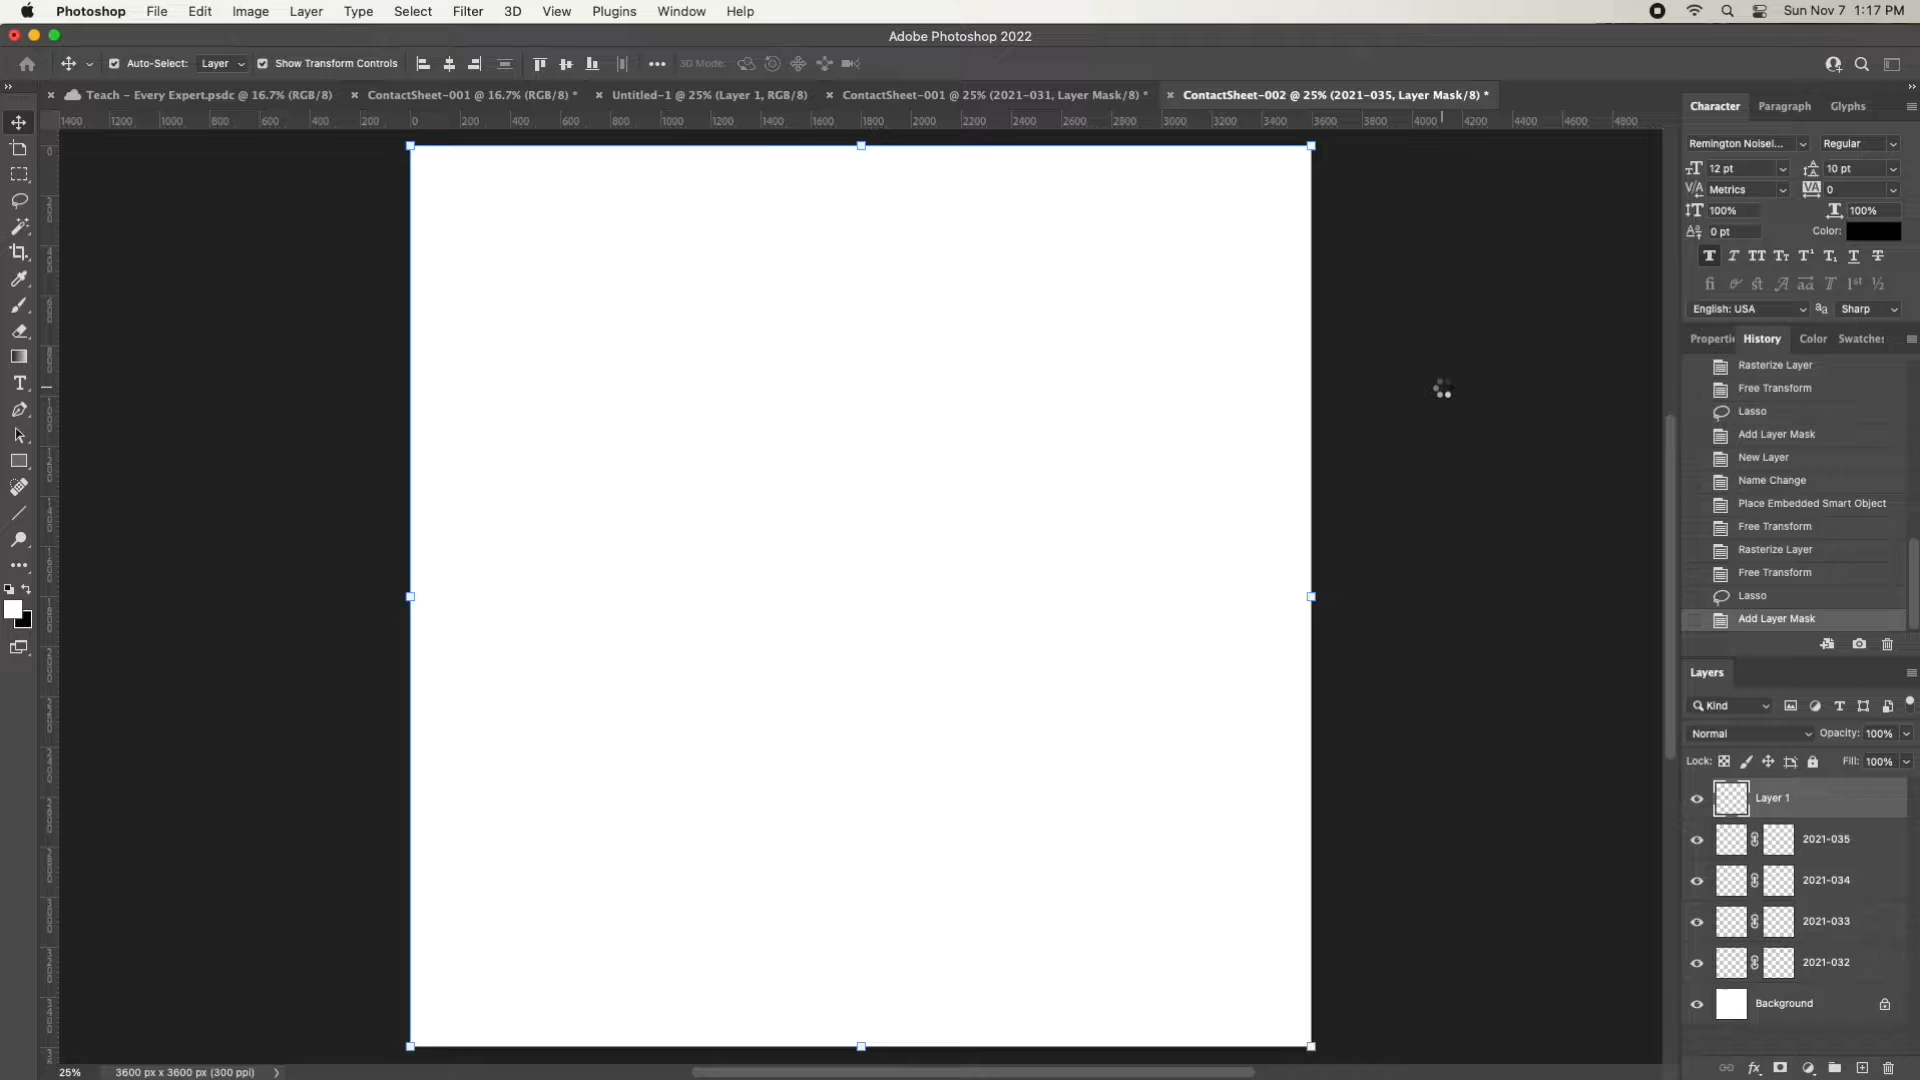 Photoshop File Edit Image Layer Type Select Filter 3D View Plugins Window Help Sun Nov 7 1:17 PM
Adobe Photoshop 2022
Auto-Select: Layer Show Transform Controls 3D Mode:
Teach – Every Expert.psdc @ 16.7% (RGB/8) ContactSheet-001 @ 16.7% (RGB/8) * Untitled-1 @ 25% (Layer 1, RGB/8) ContactSheet-001 @ 25% (2021-031, Layer Mask/8) * ContactSheet-002 @ 25% (2021-035, Layer Mask/8) *
1400 1200 1000 800 600 400 200 0 200 400 600 800 1000 1200 1400 1600 1800 2000 2200 2400 2600 2800 3000 3200 3400 3600 3800 4000 4200 4400 4600 4800
Character Paragraph Glyphs
Remington Noisel... Regular
12 pt 10 pt
Metrics 0
100% 100%
0 pt Color:
English: USA Sharp
Properti History Color Swatches
Rasterize Layer
Free Transform
Lasso
Add Layer Mask
New Layer
Name Change
Place Embedded Smart Object
Free Transform
Rasterize Layer
Free Transform
Lasso
Add Layer Mask
Layers
Kind
Normal Opacity: 100%
Lock: Fill: 100%
Layer 1
2021-035
2021-034
2021-033
2021-032
Background
25% 3600 px x 3600 px (300 ppi)